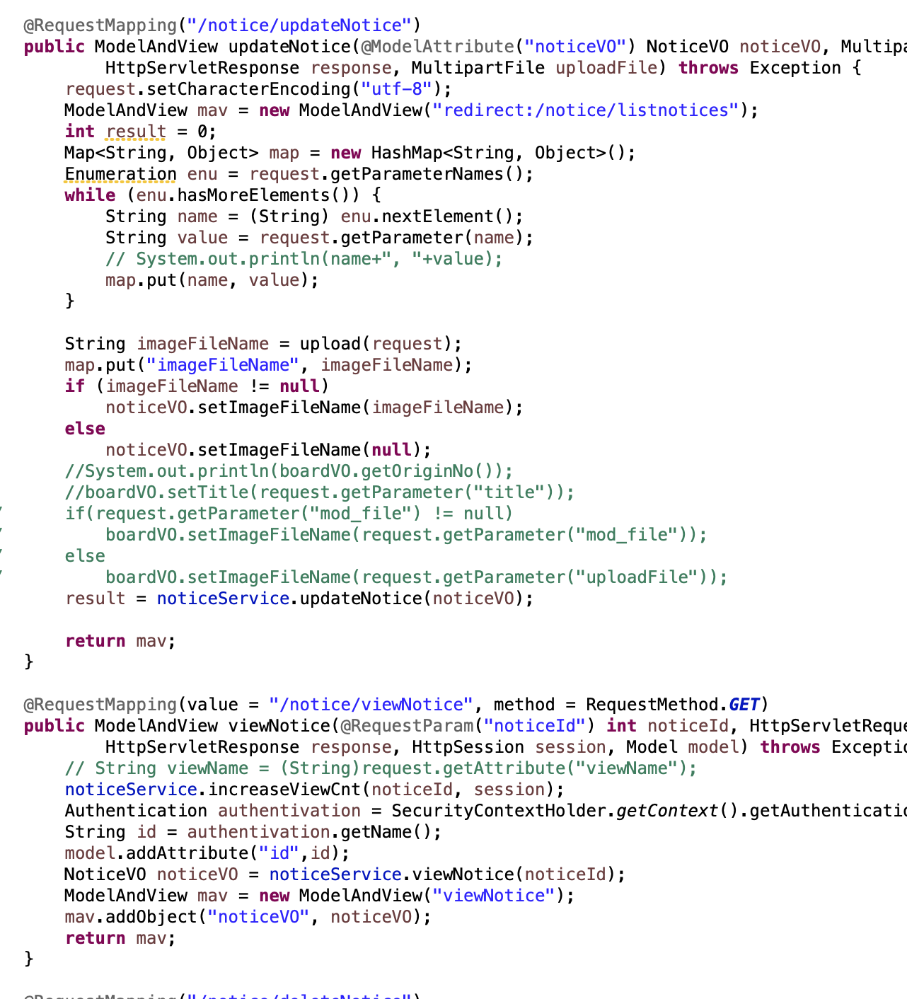 @RequestMapping("/notice/updateNotice")
public ModelAndView updateNotice(@ModelAttribute("noticeVO") NoticeVO noticeVO, Multipa
HttpServletResponse response, MultipartFile uploadFile) throws Exception {
request.setCharacterEncoding("utf-8");
ModelAndView mav = new ModelAndView("redirect:/notice/listnotices");
int result = 0;
Map<String, Object> map = new HashMap<String, Object>();
Enumeration enu = request.getParameterNames();
while (enu.hasMoreElements()) {
String name = (String) enu.nextElement();
String value = request.getParameter(name);
// System.out.println(name+", "+value);
map.put(name, value);
}
String imageFileName = upload(request);
map.put("imageFileName", imageFileName);
if (imageFileName != null)
noticeVO.setImageFileName(imageFileName);
else
noticeVO.setImageFileName(null);
//System.out.println(boardVO.getOriginNo());
//boardVO.setTitle(request.getParameter("title"));
if(request.getParameter("mod_file") != null)
boardVO.setImageFileName(request.getParameter("mod_file"));
else
boardVO.setImageFileName(request.getParameter("uploadFile"));
result = noticeService.updateNotice(noticeVO);
return mav;
}
@RequestMapping(value = "/notice/viewNotice", method = RequestMethod.GET)
public ModelAndView viewNotice(@RequestParam("noticeId") int noticeId, HttpServletReque
HttpServletResponse response, HttpSession session, Model model) throws Exceptio
// String viewName = (String)request.getAttribute("viewName");
noticeService.increaseViewCnt(noticeId, session);
Authentication authentivation = SecurityContextHolder.getContext().getAuthenticatio
String id = authentivation.getName();
model.addAttribute("id",id);
NoticeVO noticeVO = noticeService.viewNotice(noticeId);
ModelAndView mav = new ModelAndView("viewNotice");
mav.addObject("noticeVO", noticeVO);
return mav;
}
@RequestMapping("/notice/deleteNotice")